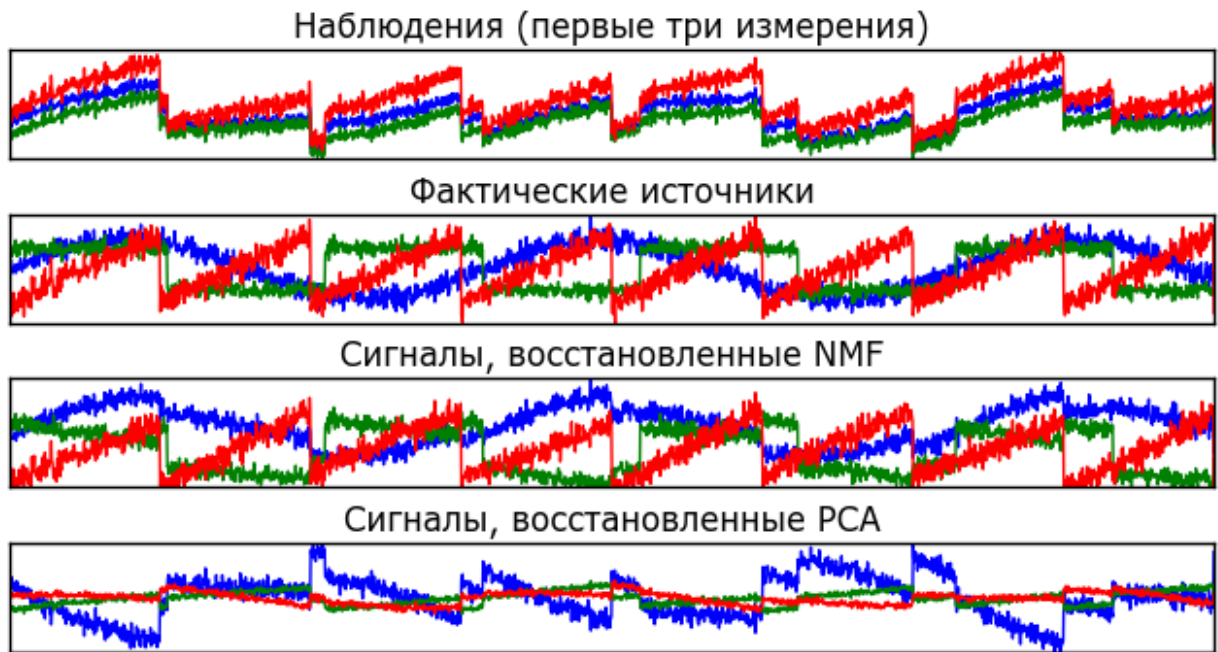 Наблюдения (первые три измерения)
Фактические источники
Сигналы, восстановленные NMF
Сигналы, восстановленные PCA